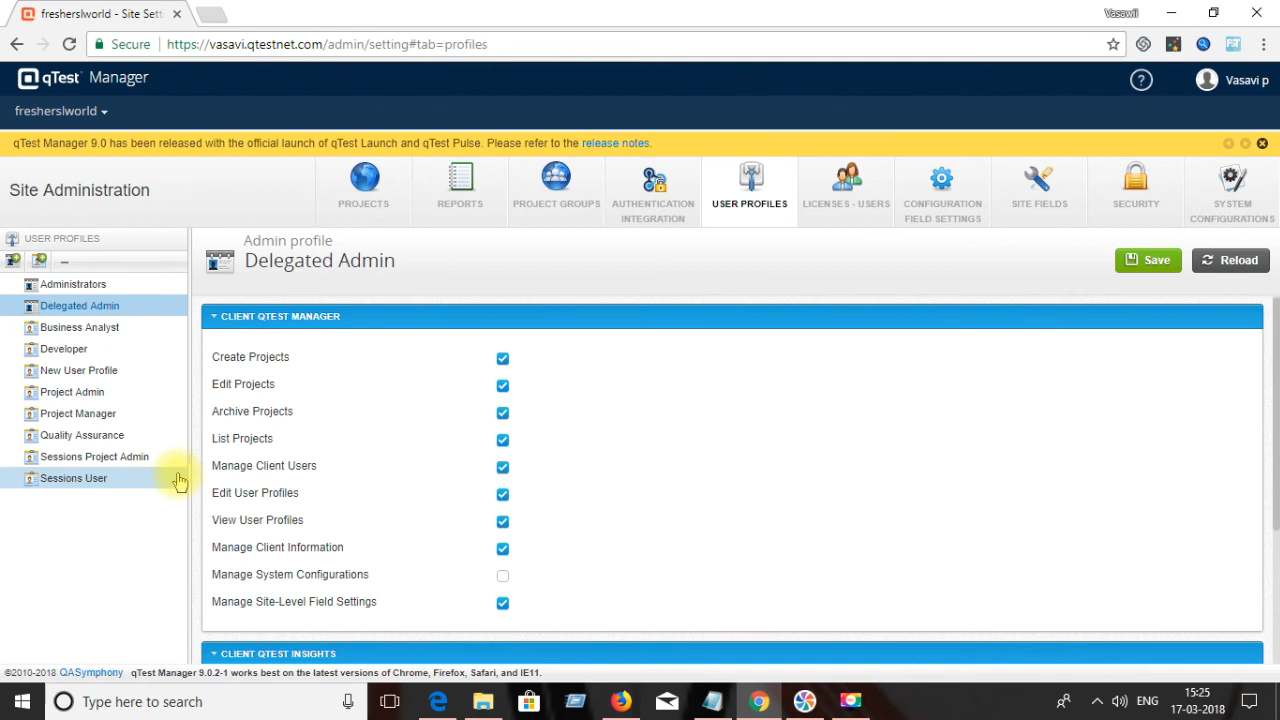 fresherslworld - Site Sett
Vasawii
Secure
https://vasavi.qtestnet.com/admin/setting#tab=profiles
qTest Manager
Vasavi p
fresherslworld
qTest Manager 9.0 has been released with the official launch of qTest Launch and qTest Pulse. Please refer to the release notes.
Site Administration
PROJECTS
REPORTS
PROJECT GROUPS
AUTHENTICATION
INTEGRATION
USER PROFILES
LICENSES - USERS
CONFIGURATION
FIELD SETTINGS
SITE FIELDS
SECURITY
SYSTEM
CONFIGURATIONS
USER PROFILES
Administrators
Delegated Admin
Business Analyst
Developer
New User Profile
Project Admin
Project Manager
Quality Assurance
Sessions Project Admin
Sessions User
Admin profile
Delegated Admin
Save
Reload
CLIENT QTEST MANAGER
Create Projects
Edit Projects
Archive Projects
List Projects
Manage Client Users
Edit User Profiles
View User Profiles
Manage Client Information
Manage System Configurations
Manage Site-Level Field Settings
CLIENT QTEST INSIGHTS
©2010-2018 QASymphony qTest Manager 9.0.2-1 works best on the latest versions of Chrome, Firefox, Safari, and IE11.
Type here to search
ENG
15:25
17-03-2018